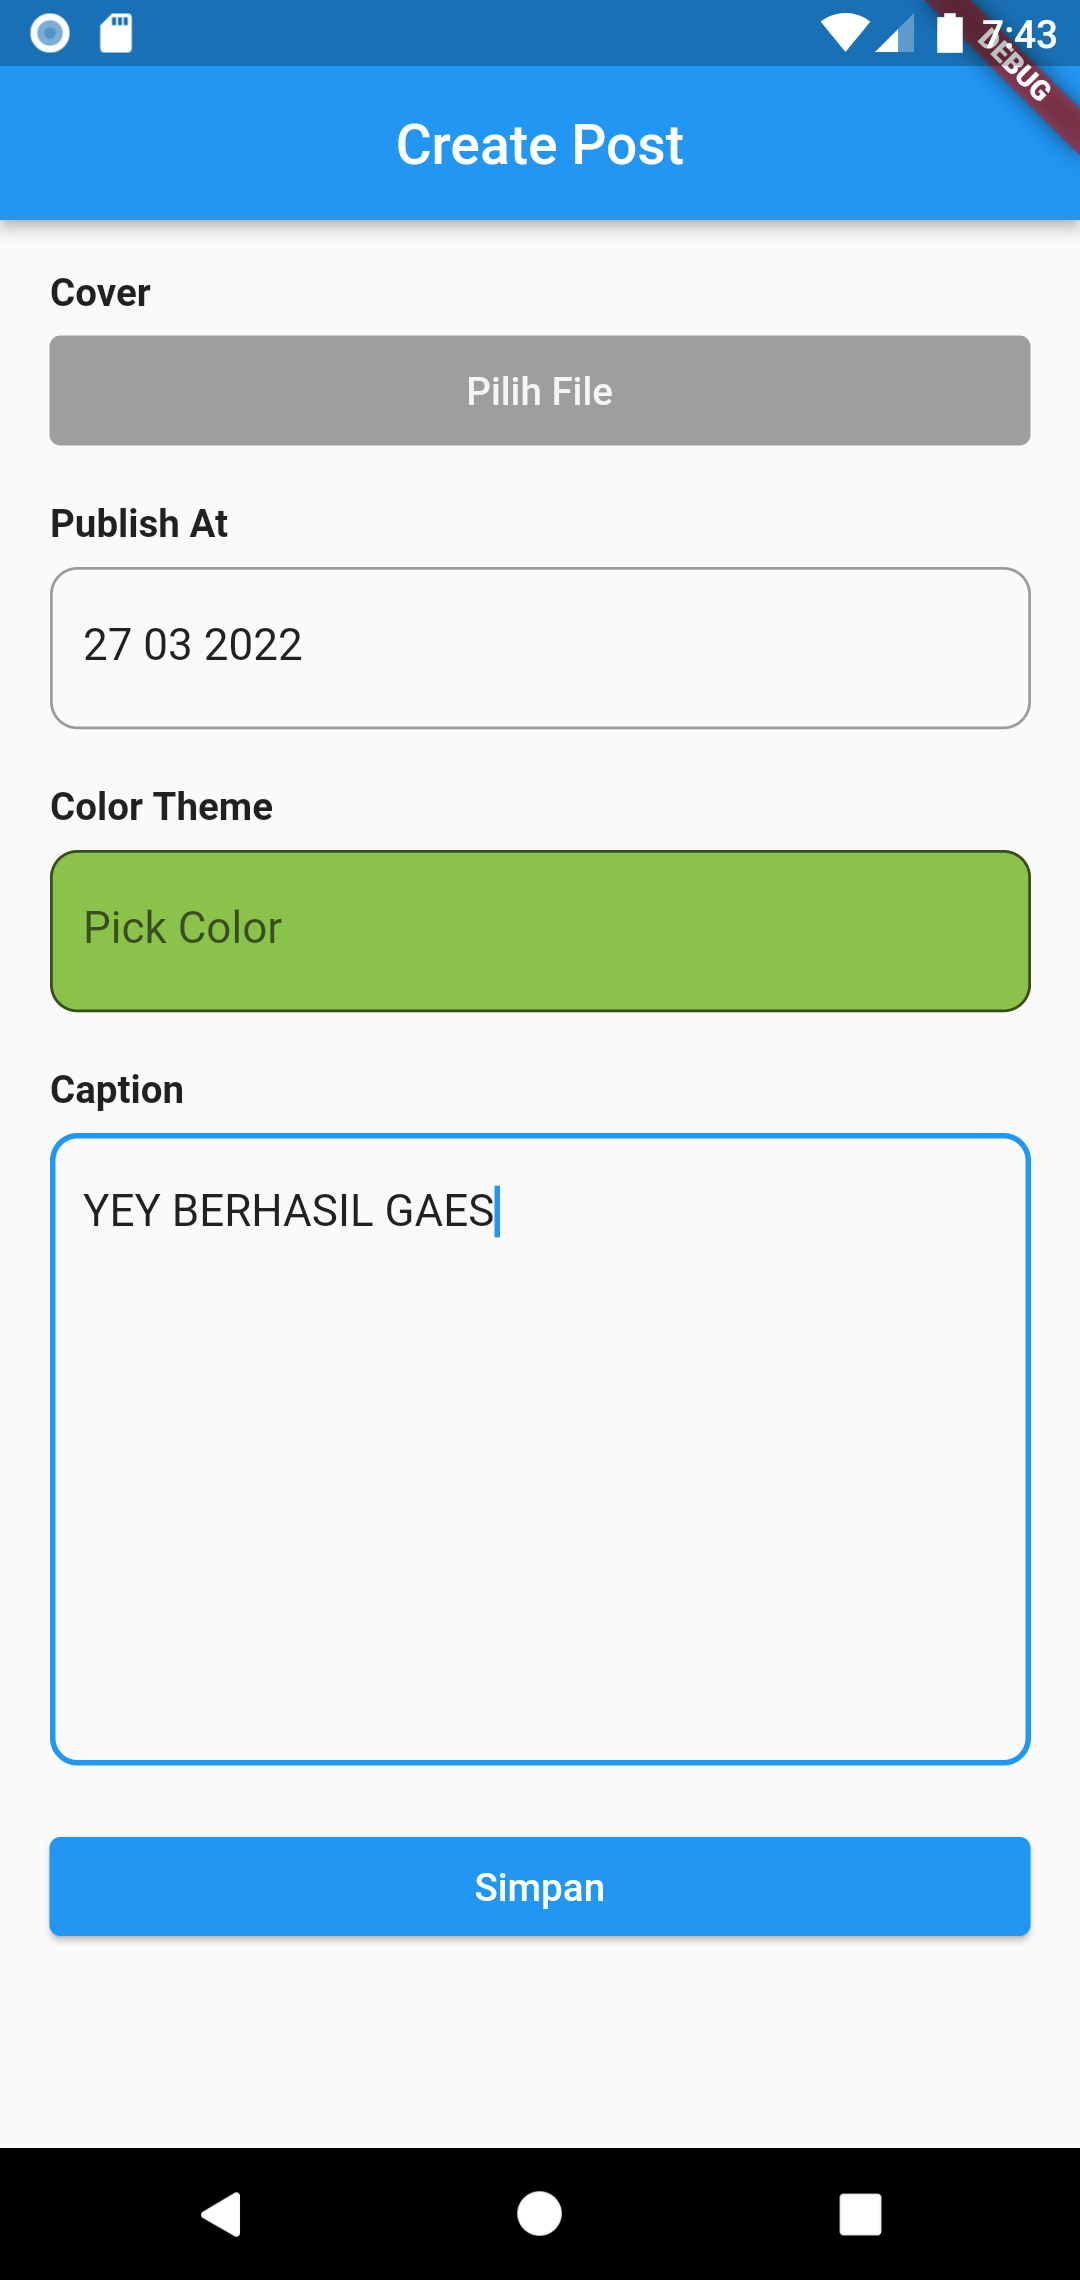 7:43
DEBUG
Create Post
Cover
Pilih File
Publish At
27 03 2022
Color Theme
Pick Color
Caption
YEY BERHASIL GAES
Simpan